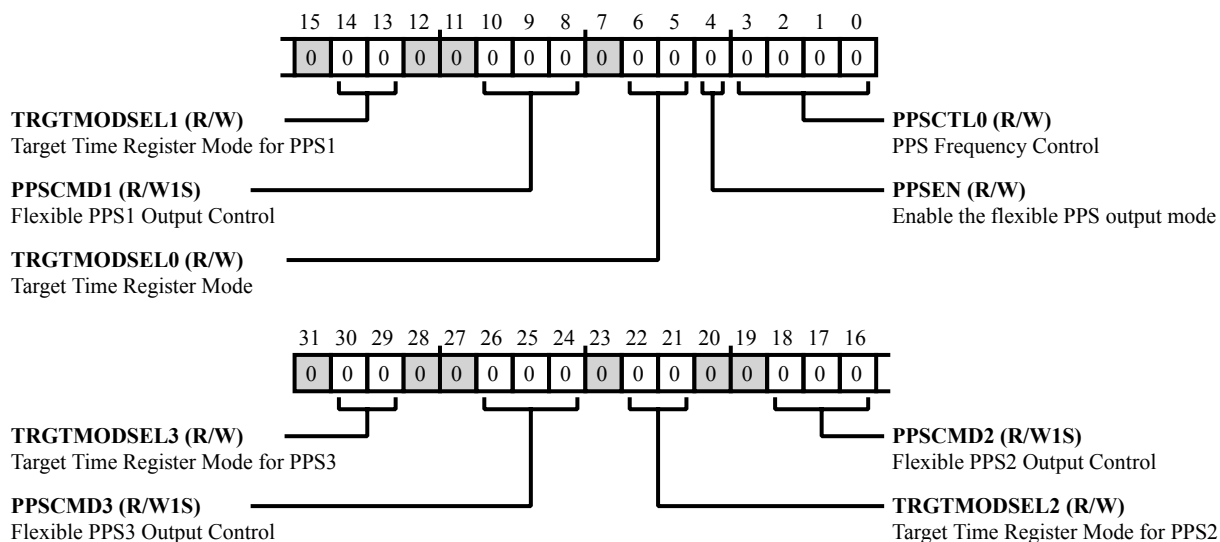 15 14 13 12 11 10 9 8 7 6 5 4 3 2 1 0
0 0 0 0 0 0 0 0 0 0 0 0 0 0 0 0
TRGTMODSEL1 (R/W)
Target Time Register Mode for PPS1
PPSCTL0 (R/W)
PPS Frequency Control
PPSCMD1 (R/W1S)
Flexible PPS1 Output Control
PPSEN (R/W)
Enable the flexible PPS output mode
TRGTMODSEL0 (R/W)
Target Time Register Mode
31 30 29 28 27 26 25 24 23 22 21 20 19 18 17 16
0 0 0 0 0 0 0 0 0 0 0 0 0 0 0 0
TRGTMODSEL3 (R/W)
Target Time Register Mode for PPS3
PPSCMD2 (R/W1S)
Flexible PPS2 Output Control
PPSCMD3 (R/W1S)
Flexible PPS3 Output Control
TRGTMODSEL2 (R/W)
Target Time Register Mode for PPS2